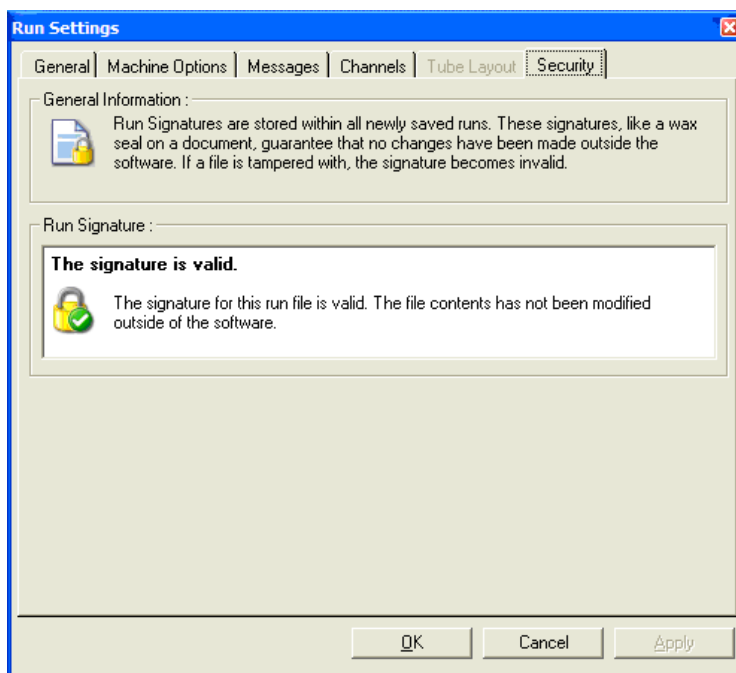 Run Settings
General Machine Options Messages Channels Tube Layout Security
General Information :
Run Signatures are stored within all newly saved runs. These signatures, like a wax
seal on a document, guarantee that no changes have been made outside the
software. If a file is tampered with, the signature becomes invalid.
Run Signature :
The signature is valid.
The signature for this run file is valid. The file contents has not been modified
outside of the software.
OK Cancel Apply